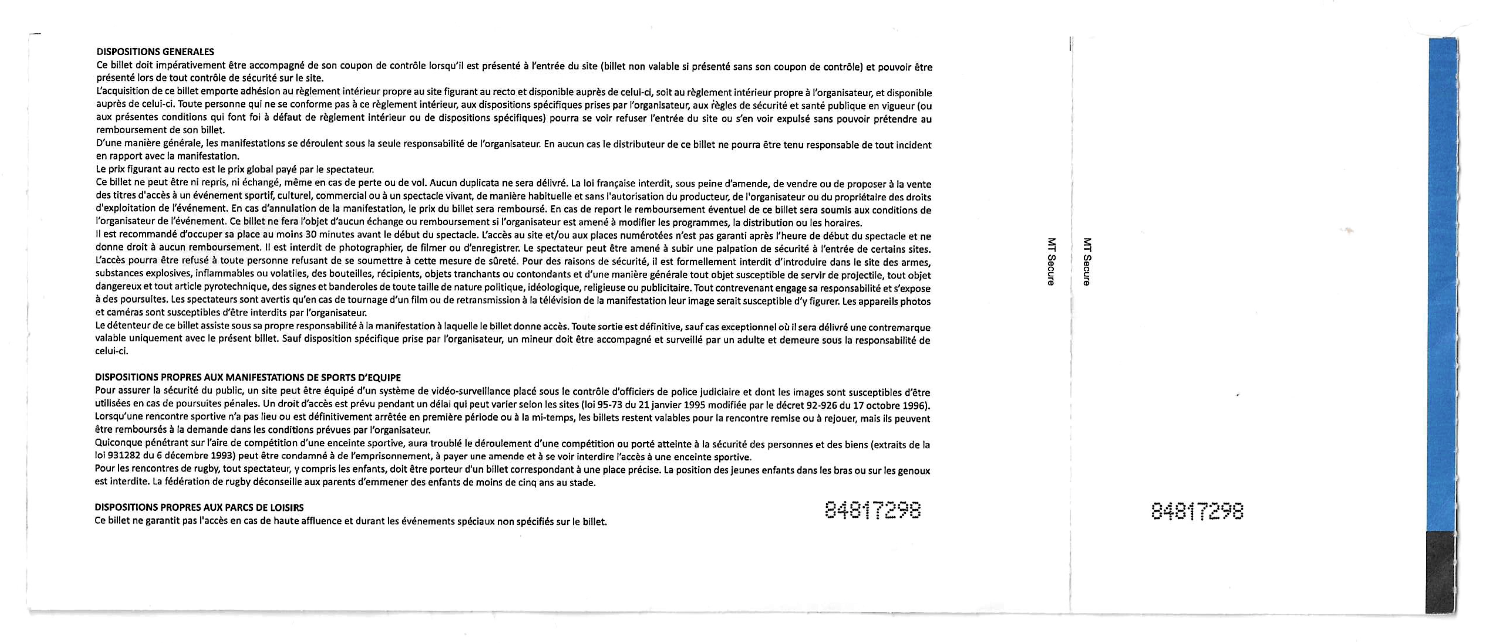 DISPOSITIONS GENERALES
Ce billet doit impérativement être accompagné de son coupon de contrôle lorsqu'il est présenté à l'entrée du site (billet non valable si présenté sans son coupon de contrôle) et pouvoir être
présenté lors de tout contrôle de sécurité sur le site.
L'acquisition de ce billet emporte adhésion au règlement intérieur propre au site figurant au recto et disponible auprès de celui-ci, soit au règlement intérieur propre à l'organisateur, et disponible
auprès de celui-ci. Toute personne qui ne se conforme pas à ce règlement intérieur, aux dispositions spécifiques prises par l'organisateur, aux règles de sécurité et santé publique en vigueur (ou
aux présentes conditions qui font foi à défaut de règlement intérieur ou de dispositions spécifiques) pourra se voir refuser l'entrée du site ou s'en voir expulsé sans pouvoir prétendre au
remboursement de son billet.
D'une manière générale, les manifestations se déroulent sous la seule responsabilité de l'organisateur. En aucun cas le distributeur de ce billet ne pourra être tenu responsable de tout incident
en rapport avec la manifestation.
Le prix figurant au recto est le prix global payé par le spectateur.
Ce billet ne peut être ni repris, ni échangé, même en cas de perte ou de vol. Aucun duplicata ne sera délivré. La loi française interdit, sous peine d'amende, de vendre ou de proposer à la vente
des titres d'accès à un événement sportif, culturel, commercial ou à un spectacle vivant, de manière habituelle et sans l'autorisation du producteur, de l'organisateur ou du propriétaire des droits
d'exploitation de l'événement. En cas d'annulation de la manifestation, le prix du billet sera remboursé. En cas de report le remboursement éventuel de ce billet sera soumis aux conditions de
l'organisateur de l'événement. Ce billet ne fera l'objet d'aucun échange ou remboursement si l'organisateur est amené à modifier les programmes, la distribution ou les horaires.
Il est recommandé d'occuper sa place au moins 30 minutes avant le début du spectacle. L'accès au site et/ou aux places numérotées n'est pas garanti après l'heure de début du spectacle et ne
donne droit à aucun remboursement. Il est interdit de photographier, de filmer ou d'enregistrer. Le spectateur peut être amené à subir une palpation de sécurité à l'entrée de certains sites.
L'accès pourra être refusé à toute personne refusant de se soumettre à cette mesure de sûreté. Pour des raisons de sécurité, il est formellement interdit d'introduire dans le site des armes,
substances explosives, inflammables ou volatiles, des bouteilles, récipients, objets tranchants ou contondants et d'une manière générale tout objet susceptible de servir de projectile, tout objet
dangereux et tout article pyrotechnique, des signes et banderoles de toute taille de nature politique, idéologique, religieuse ou publicitaire. Tout contrevenant engage sa responsabilité et s'expose
à des poursuites. Les spectateurs sont avertis qu'en cas de tournage d'un film ou de retransmission à la télévision de la manifestation leur image serait susceptible d'y figurer. Les appareils photos
et caméras sont susceptibles d'être interdits par l'organisateur.
Le détenteur de ce billet assiste sous sa propre responsabilité à la manifestation à laquelle le billet donne accès. Toute sortie est définitive, sauf cas exceptionnel où il sera délivré une contremarque
valable uniquement avec le présent billet. Sauf disposition spécifique prise par l'organisateur, un mineur doit être accompagné et surveillé par un adulte et demeure sous la responsabilité de
celui-ci.
DISPOSITIONS PROPRES AUX MANIFESTATIONS DE SPORTS D'EQUIPE
Pour assurer la sécurité du public, un site peut être équipé d'un système de vidéo-surveillance placé sous le contrôle d'officiers de police judiciaire et dont les images sont susceptibles d'être
utilisées en cas de poursuites pénales. Un droit d'accès est prévu pendant un délai qui peut varier selon les sites (loi 95-73 du 21 janvier 1995 modifiée par le décret 92-926 du 17 octobre 1996).
Lorsqu'une rencontre sportive n'a pas lieu ou est définitivement arrêtée en première période ou à la mi-temps, les billets restent valables pour la rencontre remise ou à rejouer, mais ils peuvent
être remboursés à la demande dans les conditions prévues par l'organisateur.
Quiconque pénétrant sur l'aire de compétition d'une enceinte sportive, aura troublé le déroulement d'une compétition ou porté atteinte à la sécurité des personnes et des biens (extraits de la
loi 931282 du 6 décembre 1993) peut être condamné à de l'emprisonnement, à payer une amende et à se voir interdire l'accès à une enceinte sportive.
Pour les rencontres de rugby, tout spectateur, y compris les enfants, doit être porteur d'un billet correspondant à une place précise. La position des jeunes enfants dans les bras ou sur les genoux
est interdite. La fédération de rugby déconseille aux parents d'emmener des enfants de moins de cinq ans au stade.
DISPOSITIONS PROPRES AUX PARCS DE LOISIRS
Ce billet ne garantit pas l'accès en cas de haute affluence et durant les événements spéciaux non spécifiés sur le billet.
84817298
MT Secure
MT Secure
84817298